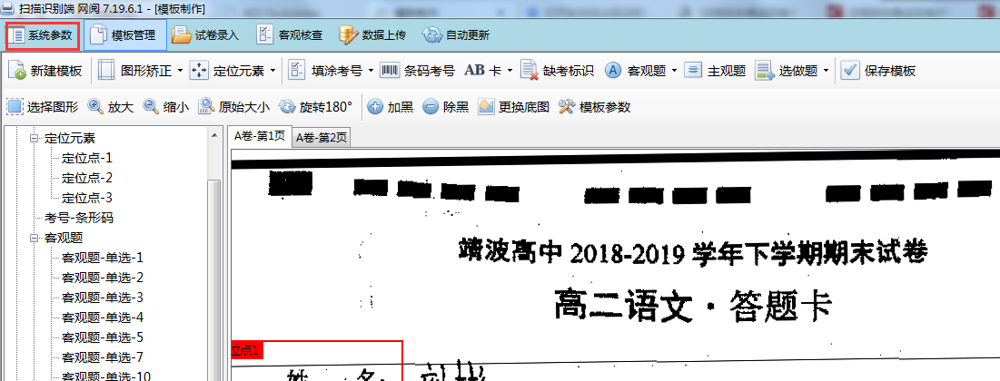 扫描识别端 网阅 7.19.6.1 - [模板制作]
系统参数 模板管理 试卷录入 客观核查 数据上传 自动更新
新建模板 图形矫正 定位元素 填涂考号 条码考号 AB 卡 缺考标识 A 客观题 主观题 选做题 保存模板
选择图形 放大 缩小 100 原始大小 旋转180° 加黑 除黑 更换底图 模板参数
定位元素
定位点-1
定位点-2
定位点-3
考号-条形码
客观题
客观题-单选-1
客观题-单选-2
客观题-单选-3
客观题-单选-4
客观题-单选-5
客观题-单选-7
客观题-单选-10
A卷-第1页 A卷-第2页
靖波高中 2018-2019 学年下学期期末试卷
高二语文·答题卡
位点1
姓 名: